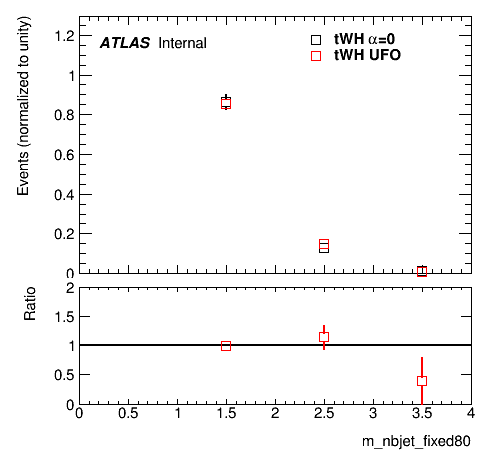 ATLAS Internal
tWH α=0
tWH UFO
Events (normalized to unity)
1.2
1
0.8
0.6
0.4
0.2
0
Ratio
2
1.5
1
0.5
0
0 0.5 1 1.5 2 2.5 3 3.5 4
m_nbjet_fixed80